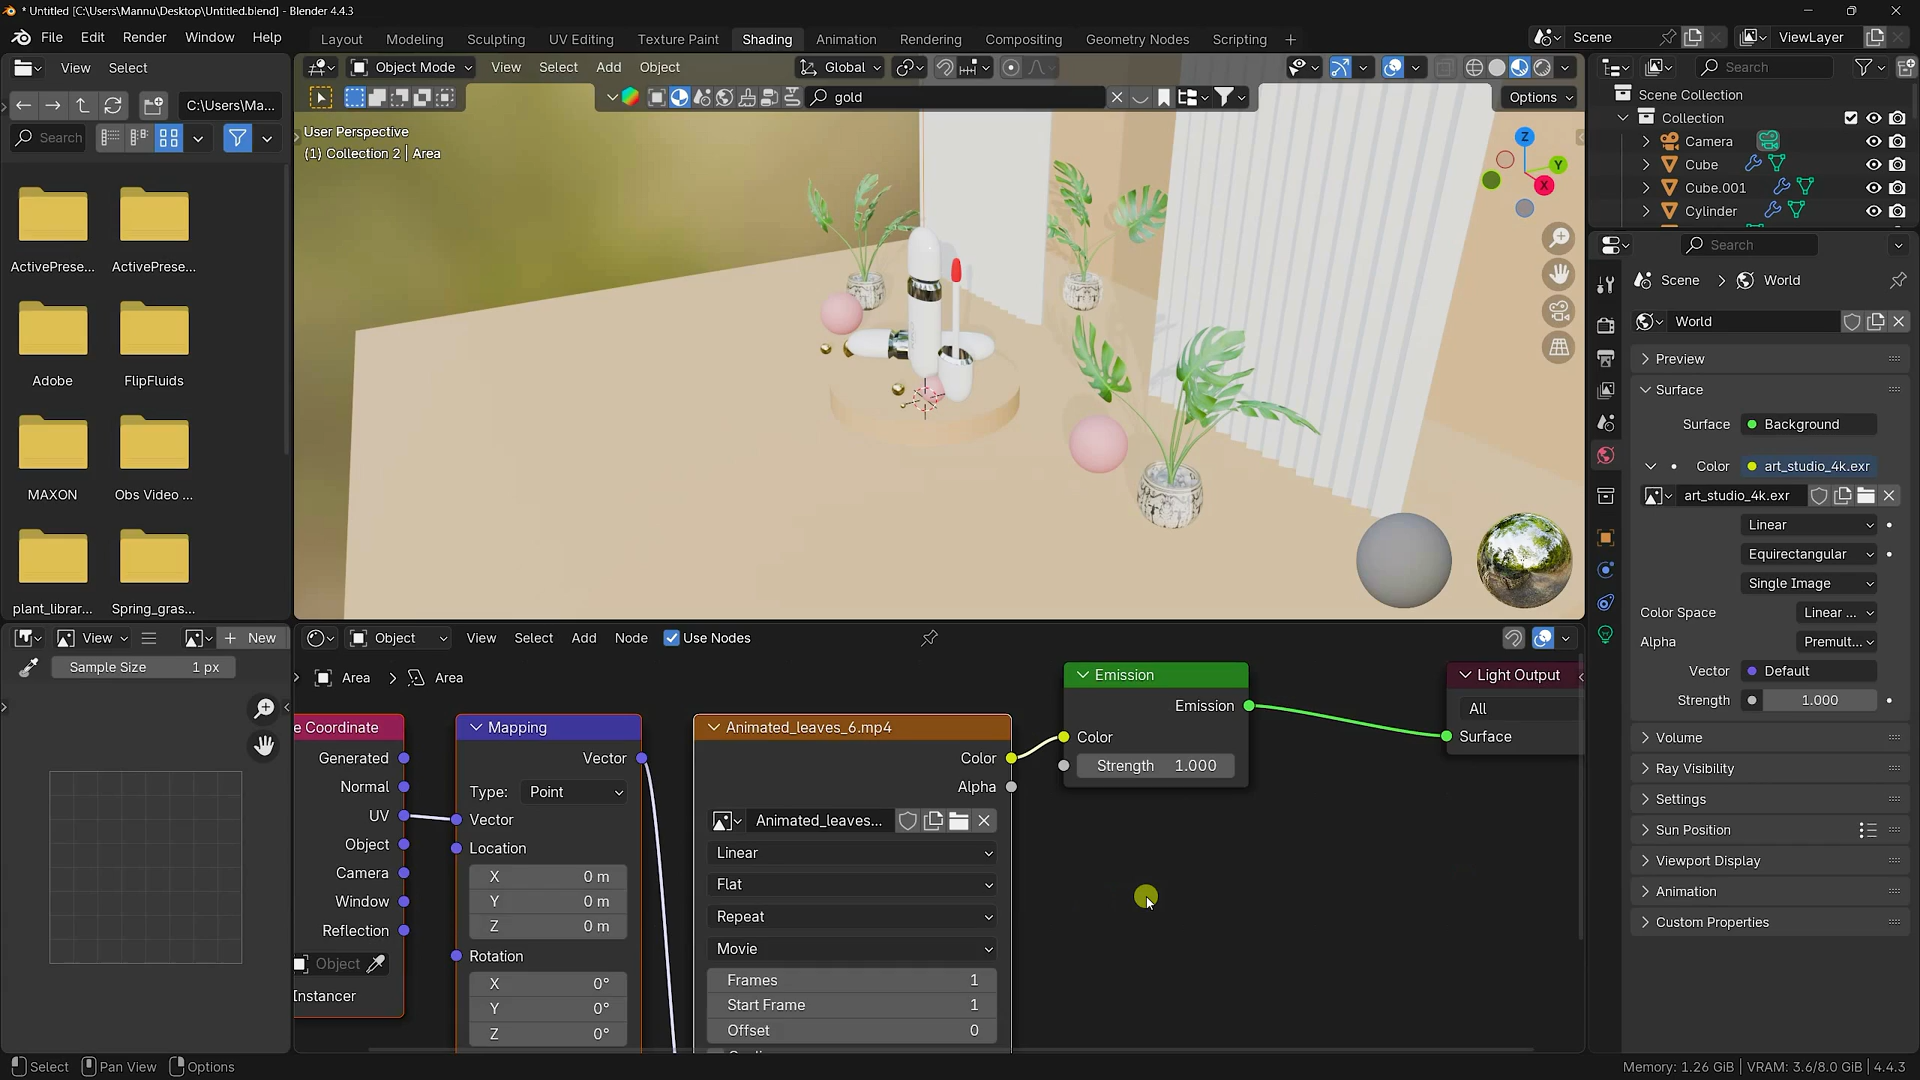 * Untitled [C:\Users\Mannu\Desktop\Untitled.blend] - Blender 4.4.3
File Edit Render Window Help
Layout Modeling Sculpting UV Editing Texture Paint Shading Animation Rendering Compositing Geometry Nodes Scripting
Scene
ViewLayer
View Select
C:\Users\Ma...
Search
ActivePrese...
ActivePrese...
Adobe
FlipFluids
MAXON
Obs Video ...
plant_librar...
Spring_gras...
Object Mode View Select Add Object Global
gold
Options
User Perspective
(1) Collection 2 | Area
Z
Y
X
Search
Scene Collection
Collection
Camera
Cube
Cube.001
Cylinder
Search
Scene > World
World
Preview
Surface
Surface Background
Color art_studio_4k.exr
art_studio_4k.exr
Linear
Equirectangular
Single Image
Color Space Linear ...
Alpha Premult...
Vector Default
Strength 1.000
Volume
Ray Visibility
Settings
Sun Position
Viewport Display
Animation
Custom Properties
View New
Sample Size 1 px
Object View Select Add Node Use Nodes
Area > Area
e Coordinate
Generated
Normal
UV
Object
Camera
Window
Reflection
Object
Instancer
Mapping
Vector
Type: Point
Vector
Location
X 0 m
Y 0 m
Z 0 m
Rotation
X 0°
Y 0°
Z 0°
Animated_leaves_6.mp4
Color
Alpha
Animated_leaves...
Linear
Flat
Repeat
Movie
Frames 1
Start Frame 1
Offset 0
Emission
Emission
Color
Strength 1.000
Light Output
All
Surface
Select Pan View Options
Memory: 1.26 GiB | VRAM: 3.6/8.0 GiB | 4.4.3